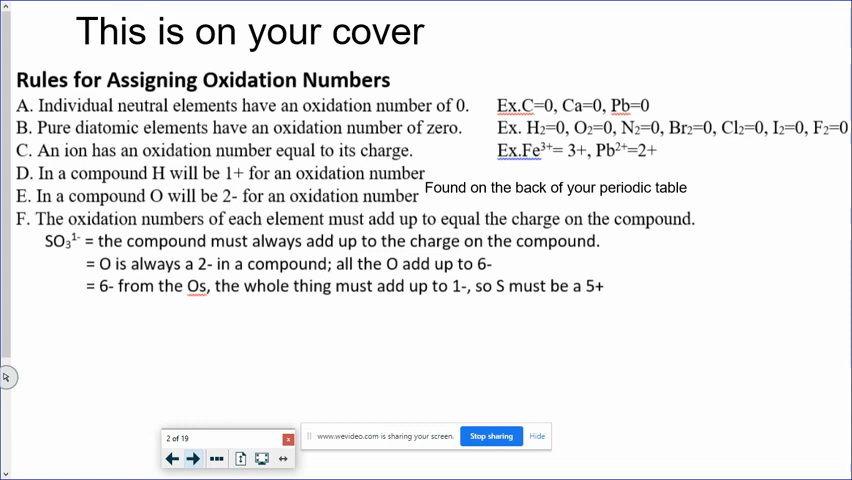 This is on your cover
Rules for Assigning Oxidation Numbers
A. Individual neutral elements have an oxidation number of 0. Ex.C=0, Ca=0, Pb=0
B. Pure diatomic elements have an oxidation number of zero. Ex. H₂=0, O₂=0, N₂=0, Br₂=0, Cl₂=0, I₂=0, F₂=0
C. An ion has an oxidation number equal to its charge. Ex.Fe³⁺= 3+, Pb²⁺=2+
D. In a compound H will be 1+ for an oxidation number
E. In a compound O will be 2- for an oxidation number Found on the back of your periodic table
F. The oxidation numbers of each element must add up to equal the charge on the compound.
SO₃¹⁻ = the compound must always add up to the charge on the compound.
= O is always a 2- in a compound; all the O add up to 6-
= 6- from the Os, the whole thing must add up to 1-, so S must be a 5+
2 of 19
www.wevideo.com is sharing your screen. Stop sharing Hide